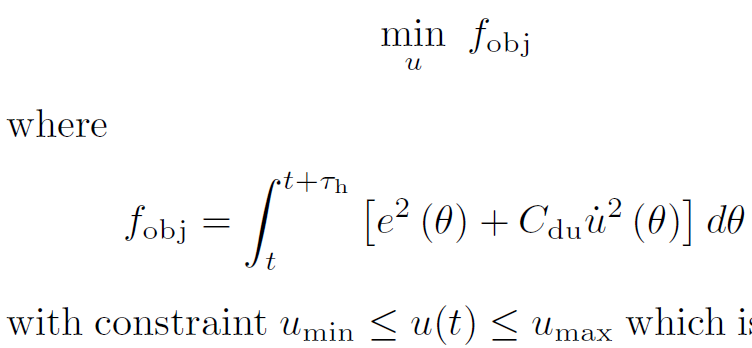 min f_obj
u
where
f_obj = ∫_t^{t+τ_h} [e² (θ) + C_du u̇² (θ)] dθ
with constraint u_min ≤ u(t) ≤ u_max which is